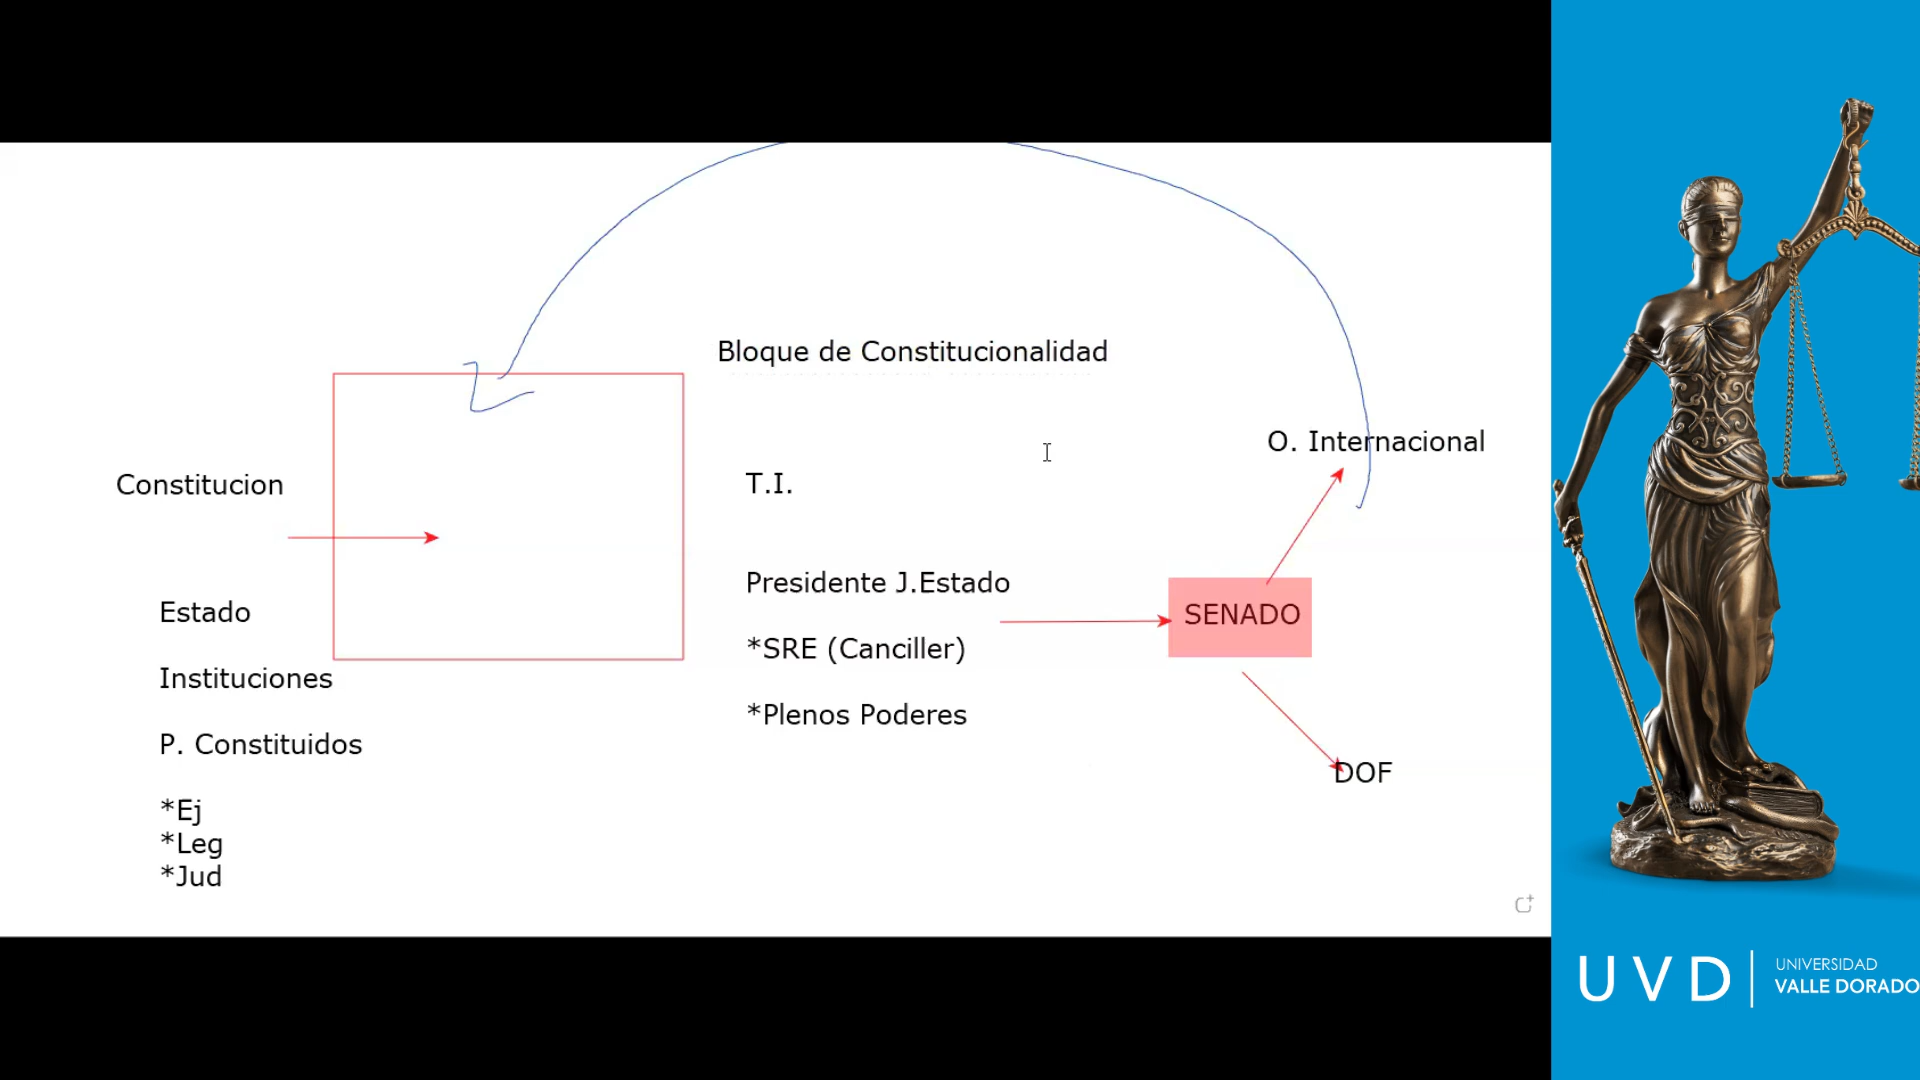 Bloque de Constitucionalidad
Constitucion
Estado
Instituciones
P. Constituidos
*Ej
*Leg
*Jud
T.I.
Presidente J.Estado
*SRE (Canciller)
*Plenos Poderes
SENADO
O. Internacional
DOF
UVD
UNIVERSIDAD
VALLE DORADO